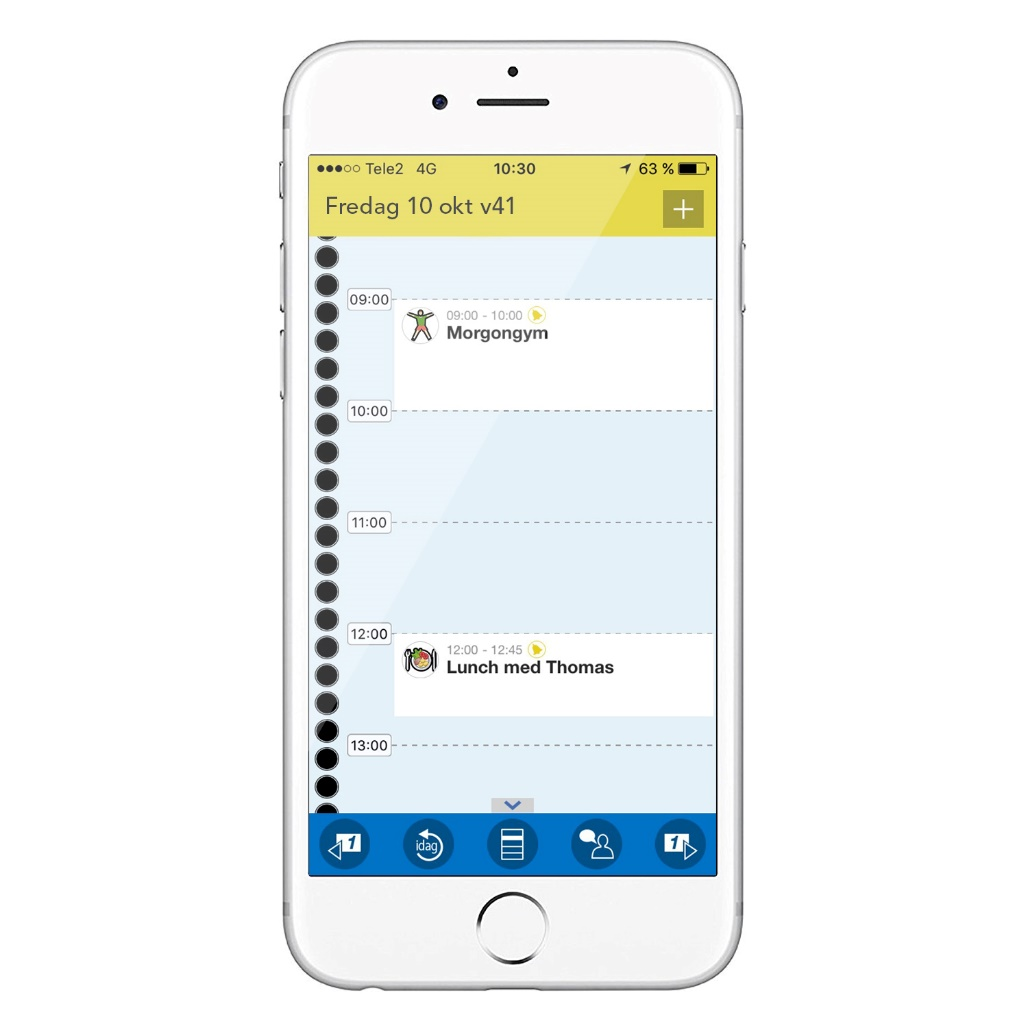 Tele2 4G 10:30 63 %
Fredag 10 okt v41
+
09:00
09:00 - 10:00
Morgongym
10:00
11:00
12:00
12:00 - 12:45
Lunch med Thomas
13:00
1 idag 1